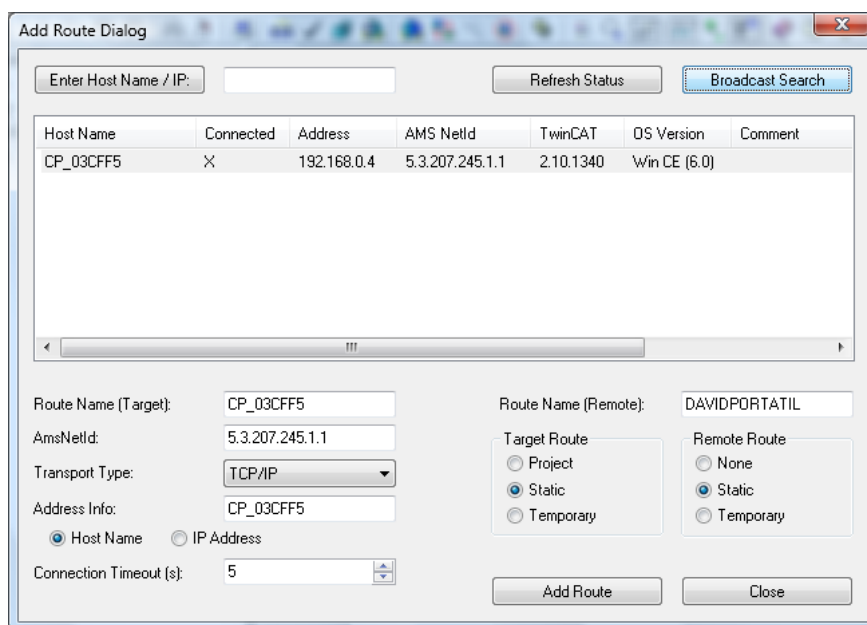 Add Route Dialog
Enter Host Name / IP: Refresh Status Broadcast Search
Host Name Connected Address AMS NetId TwinCAT OS Version Comment
CP_03CFF5 X 192.168.0.4 5.3.207.245.1.1 2.10.1340 Win CE (6.0)
Route Name (Target): CP_03CFF5 Route Name (Remote): DAVIDPORTATIL
AmsNetId: 5.3.207.245.1.1 Target Route Remote Route
Project None
Transport Type: TCP/IP Static Static
Address Info: CP_03CFF5 Temporary Temporary
Host Name IP Address
Connection Timeout (s): 5
Add Route Close